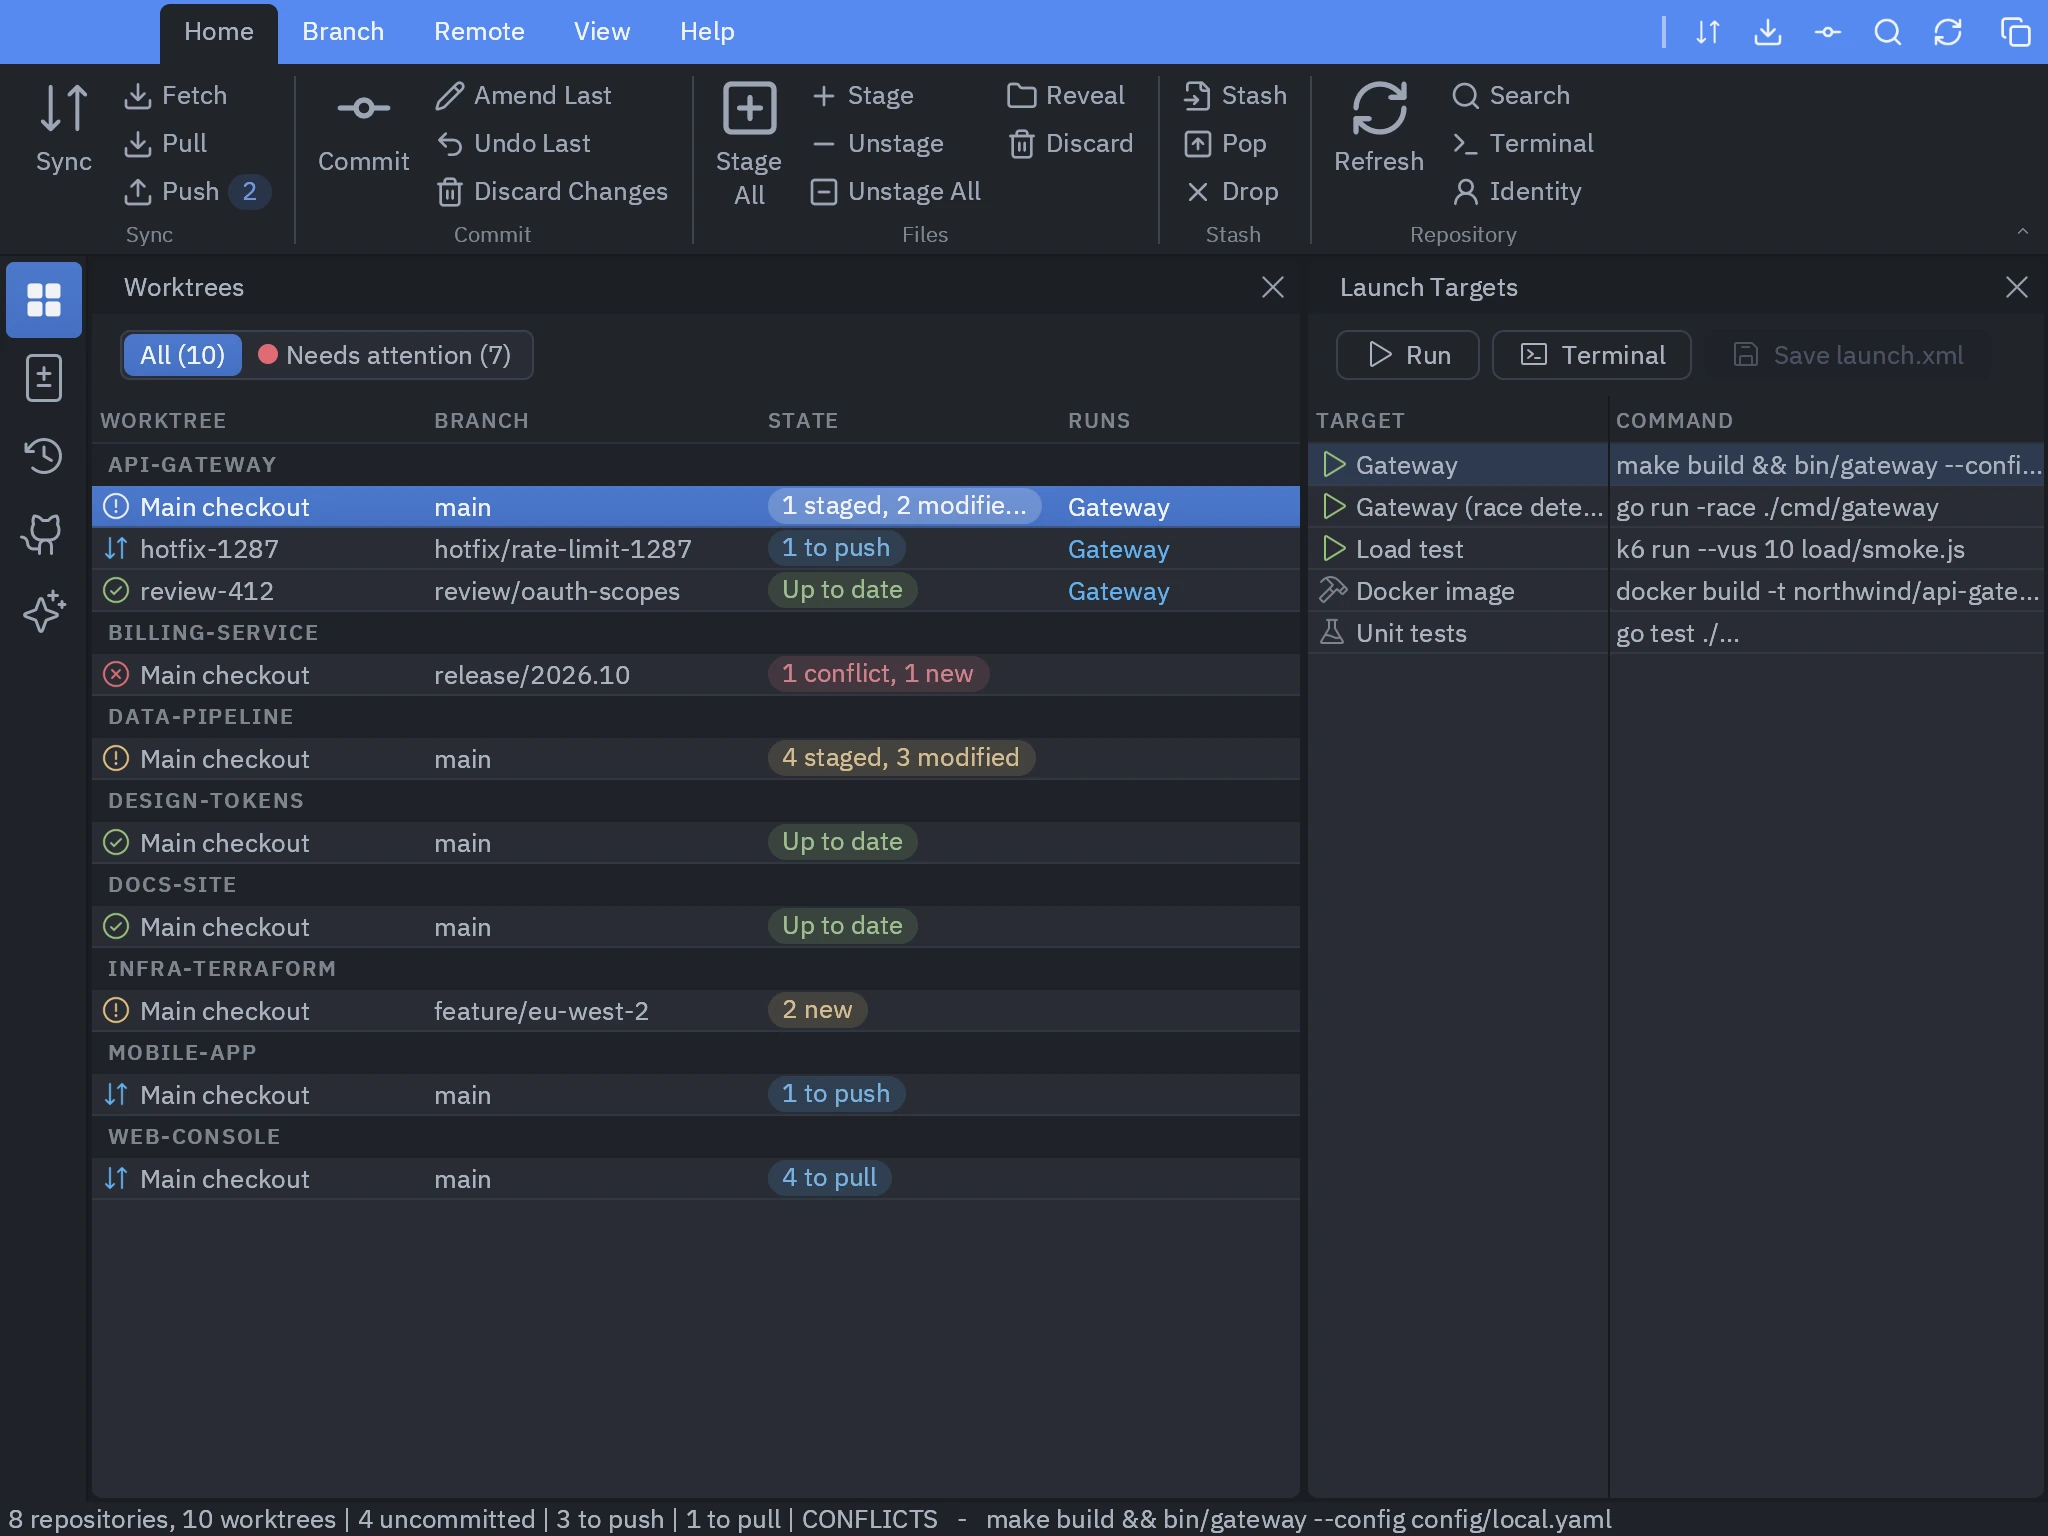 Home Branch Remote View Help
Sync
Fetch
Pull
Push 2
Sync
Commit
Amend Last
Undo Last
Discard Changes
Commit
Stage
All
Stage
Unstage
Unstage All
Reveal
Discard
Files
Stash
Pop
Drop
Stash
Refresh
Search
Terminal
Identity
Repository
Worktrees
All (10) Needs attention (7)
WORKTREE BRANCH STATE RUNS
API-GATEWAY
Main checkout main 1 staged, 2 modifie... Gateway
hotfix-1287 hotfix/rate-limit-1287 1 to push Gateway
review-412 review/oauth-scopes Up to date Gateway
BILLING-SERVICE
Main checkout release/2026.10 1 conflict, 1 new
DATA-PIPELINE
Main checkout main 4 staged, 3 modified
DESIGN-TOKENS
Main checkout main Up to date
DOCS-SITE
Main checkout main Up to date
INFRA-TERRAFORM
Main checkout feature/eu-west-2 2 new
MOBILE-APP
Main checkout main 1 to push
WEB-CONSOLE
Main checkout main 4 to pull
Launch Targets
Run Terminal Save launch.xml
TARGET COMMAND
Gateway make build && bin/gateway --confi...
Gateway (race dete... go run -race ./cmd/gateway
Load test k6 run --vus 10 load/smoke.js
Docker image docker build -t northwind/api-gate...
Unit tests go test ./...
8 repositories, 10 worktrees | 4 uncommitted | 3 to push | 1 to pull | CONFLICTS - make build && bin/gateway --config config/local.yaml